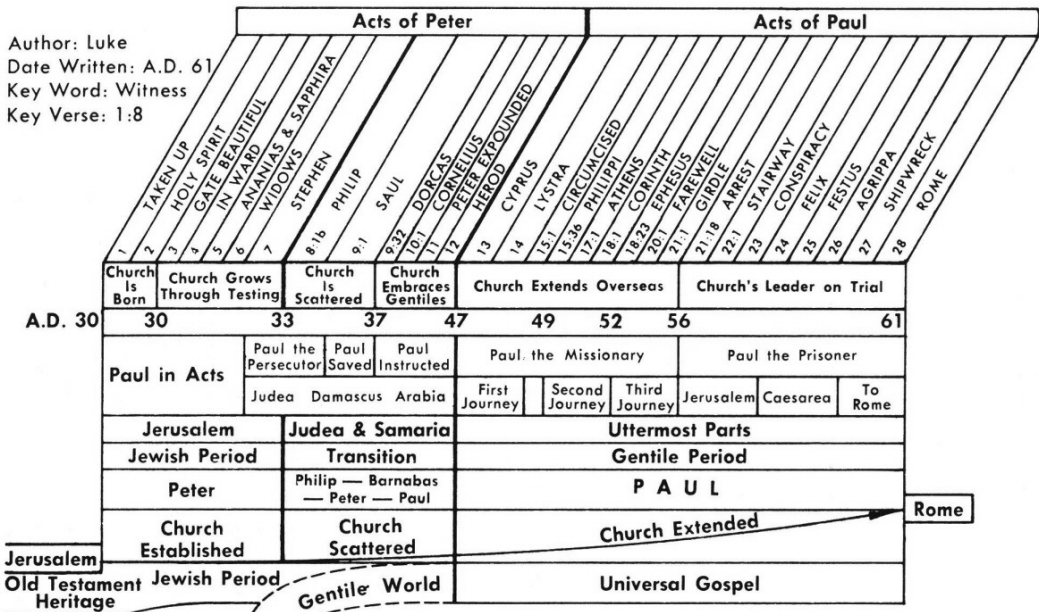 Acts of Peter
Acts of Paul
Author: Luke
Date Written: A.D. 61
Key Word: Witness
Key Verse: 1:8
TAKEN UP
HOLY SPIRIT
GATE BEAUTIFUL
IN WARD
ANANIAS & SAPPHIRA
WIDOWS
STEPHEN
PHILIP
SAUL
DORCAS
CORNELIUS
PETER EXPOUNDED
HEROD
CYPRUS
LYSTRA
CIRCUMCISED
PHILIPPI
ATHENS
CORINTH
EPHESUS
FAREWELL
GIRDLE
ARREST
STAIRWAY
CONSPIRACY
FELIX
FESTUS
AGRIPPA
SHIPWRECK
ROME
1 2 3 4 5 6 7 8:1b 9:1 9:32 10:1 11 12 13 14 15:1 15:36 17:1 18:1 18:23 20:1 21:1 21:18 22:1 23 24 25 26 27 28
Church Is Born
Church Grows Through Testing
Church Is Scattered
Church Embraces Gentiles
Church Extends Overseas
Church's Leader on Trial
A.D. 30 30 33 37 47 49 52 56 61
Paul in Acts
Paul the Persecutor
Paul Saved
Paul Instructed
Paul the Missionary
Paul the Prisoner
Judea Damascus Arabia
First Journey
Second Journey
Third Journey
Jerusalem
Caesarea
To Rome
Jerusalem
Judea & Samaria
Uttermost Parts
Jewish Period
Transition
Gentile Period
Peter
Philip — Barnabas
— Peter — Paul
PAUL
Church Established
Church Scattered
Church Extended
Rome
Jerusalem
Old Testament Heritage
Jewish Period
Gentile World
Universal Gospel